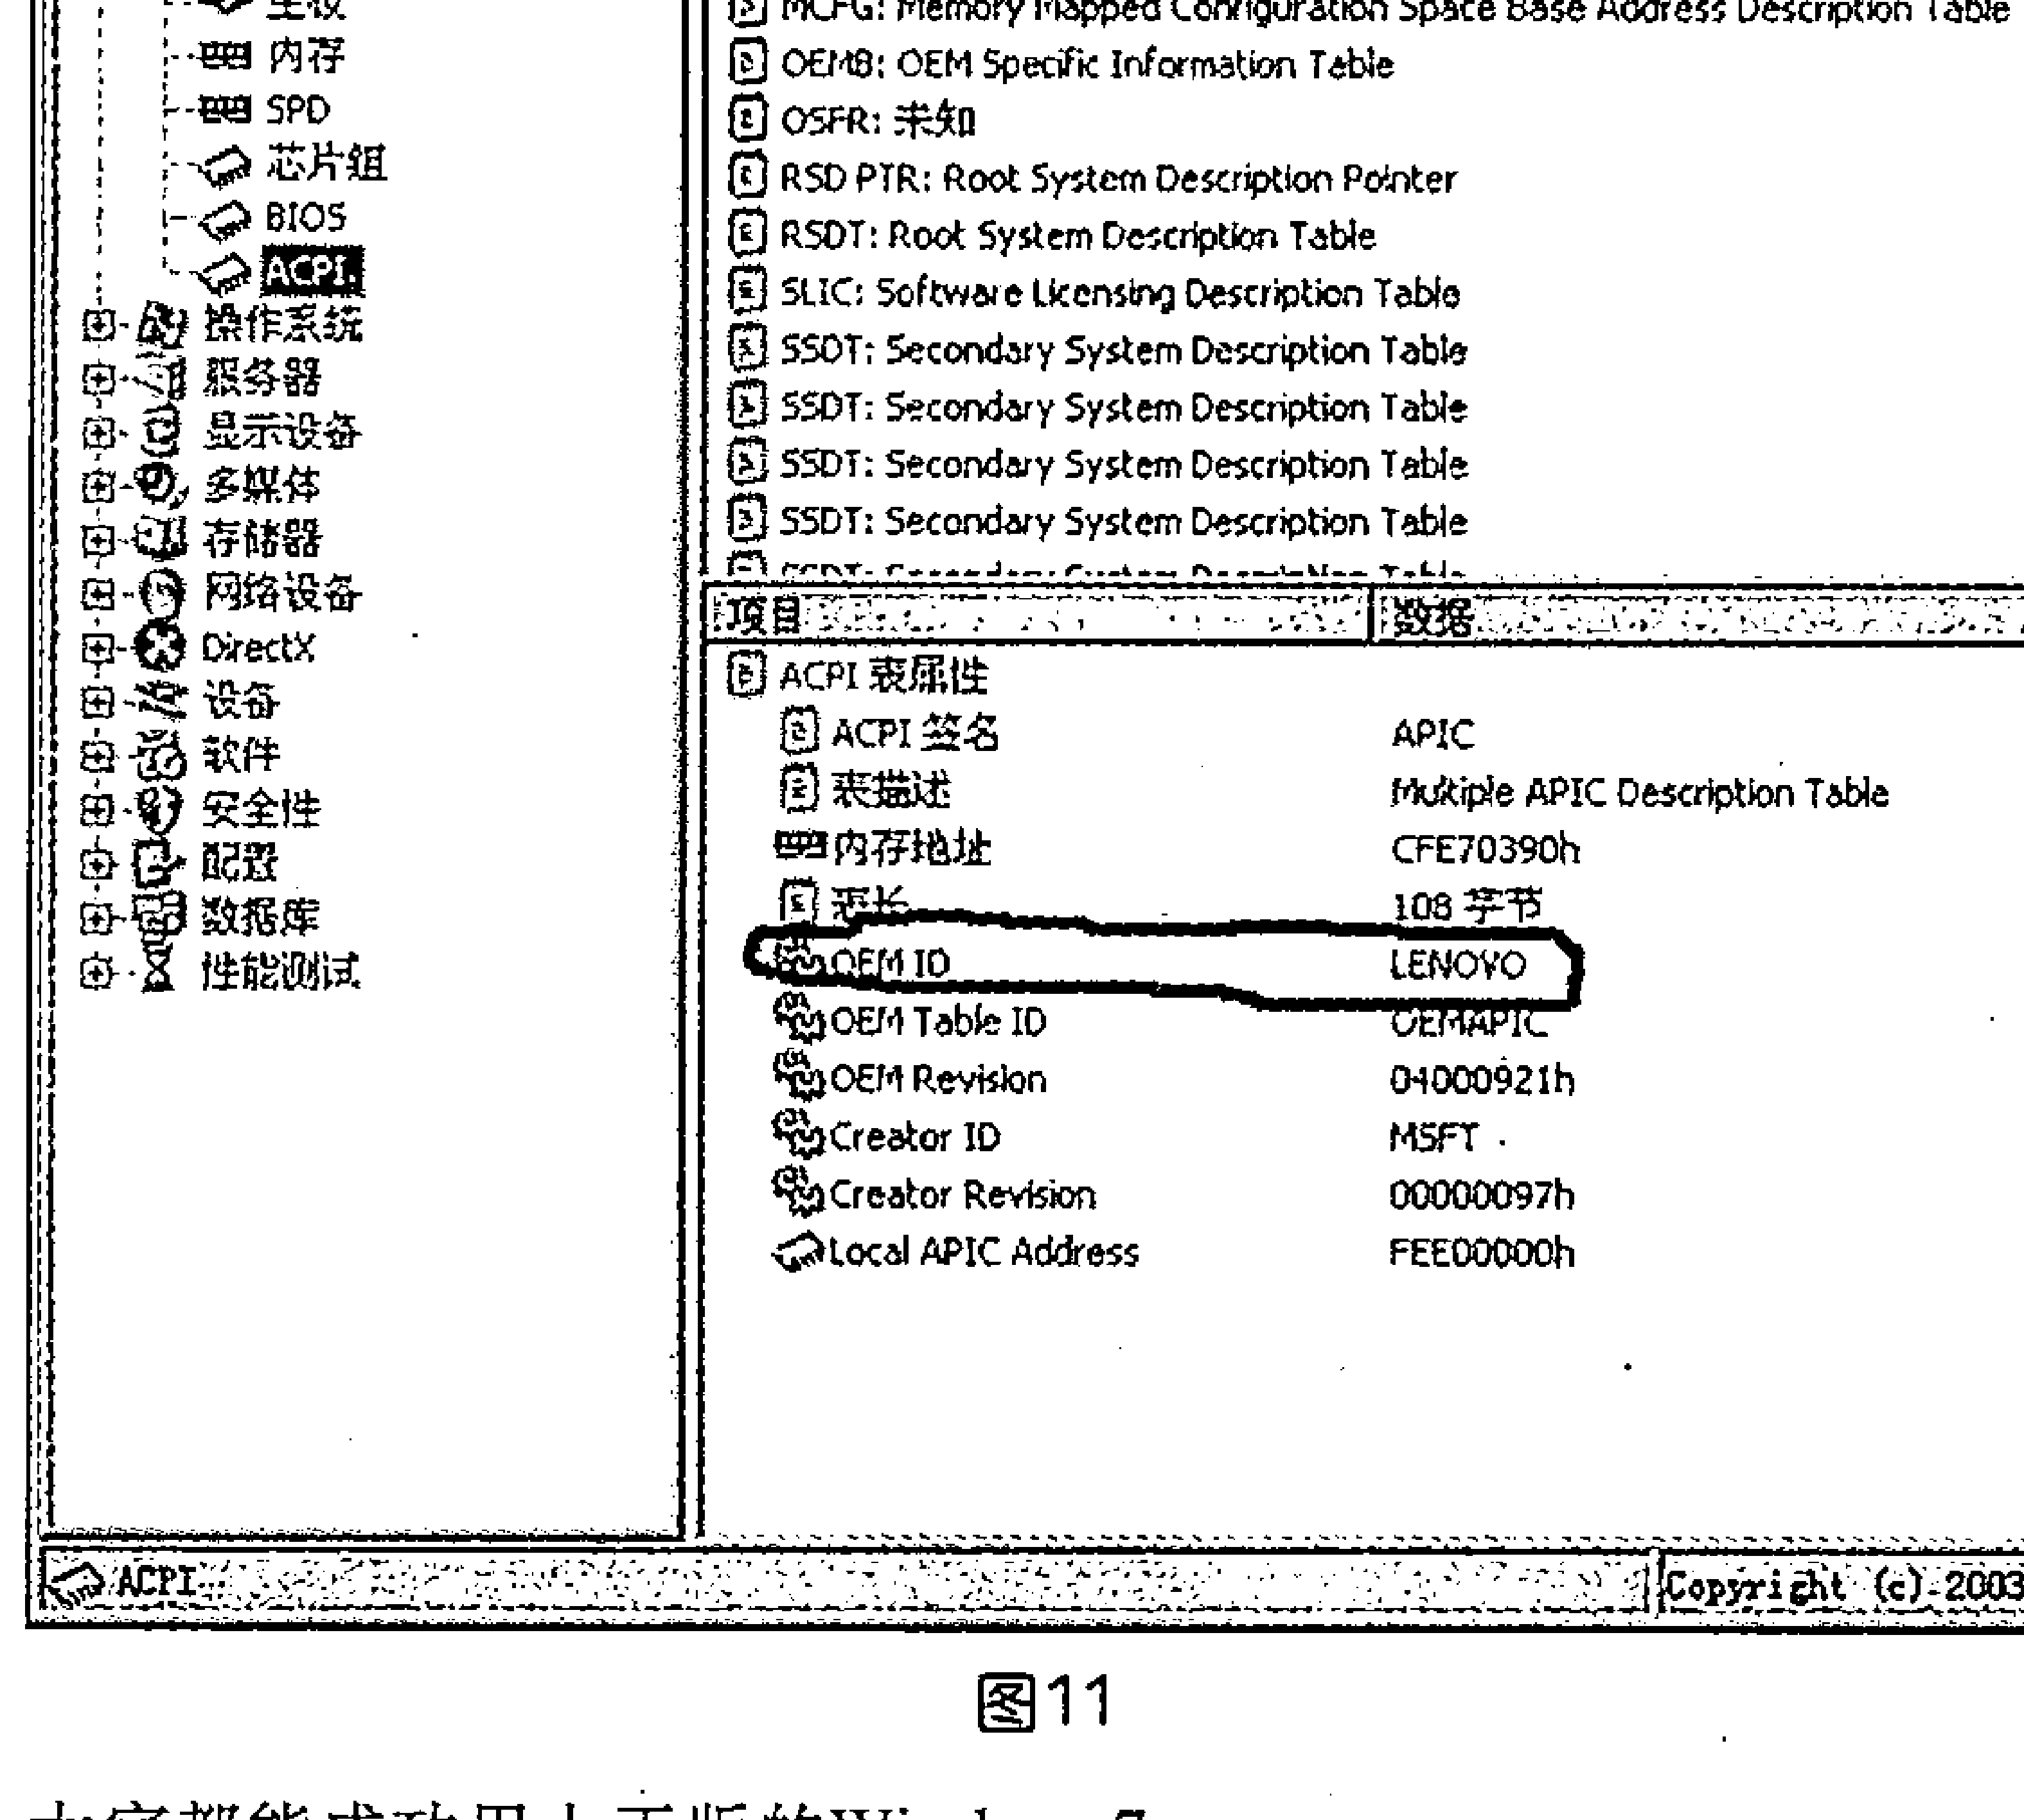 主板
内存
SPD
芯片组
BIOS
ACPI
操作系统
服务器
显示设备
多媒体
存储器
网络设备
DirectX
设备
软件
安全性
配置
数据库
性能测试
MCFG: Memory Mapped Configuration Space Base Address Description Table
OEMB: OEM Specific Information Table
OSFR: 未知
RSD PTR: Root System Description Pointer
RSDT: Root System Description Table
SLIC: Software Licensing Description Table
SSDT: Secondary System Description Table
SSDT: Secondary System Description Table
SSDT: Secondary System Description Table
SSDT: Secondary System Description Table
SSDT: Secondary System Description Table
项目 数据
ACPI 表属性
ACPI 签名 APIC
表描述 Multiple APIC Description Table
内存地址 CFE70390h
表长 108 字节
OEM ID LENOVO
OEM Table ID OEMAPIC
OEM Revision 04000921h
Creator ID MSFT
Creator Revision 00000097h
Local APIC Address FEE00000h
ACPI Copyright (c) 2003
图11